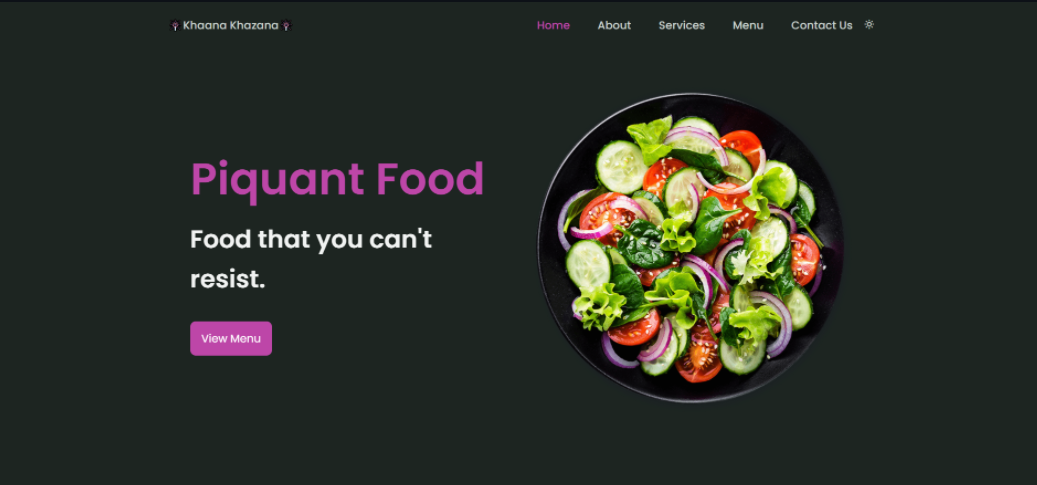 Khaana Khazana
Home
About
Services
Menu
Contact Us
Piquant Food
Food that you can't
resist.
View Menu